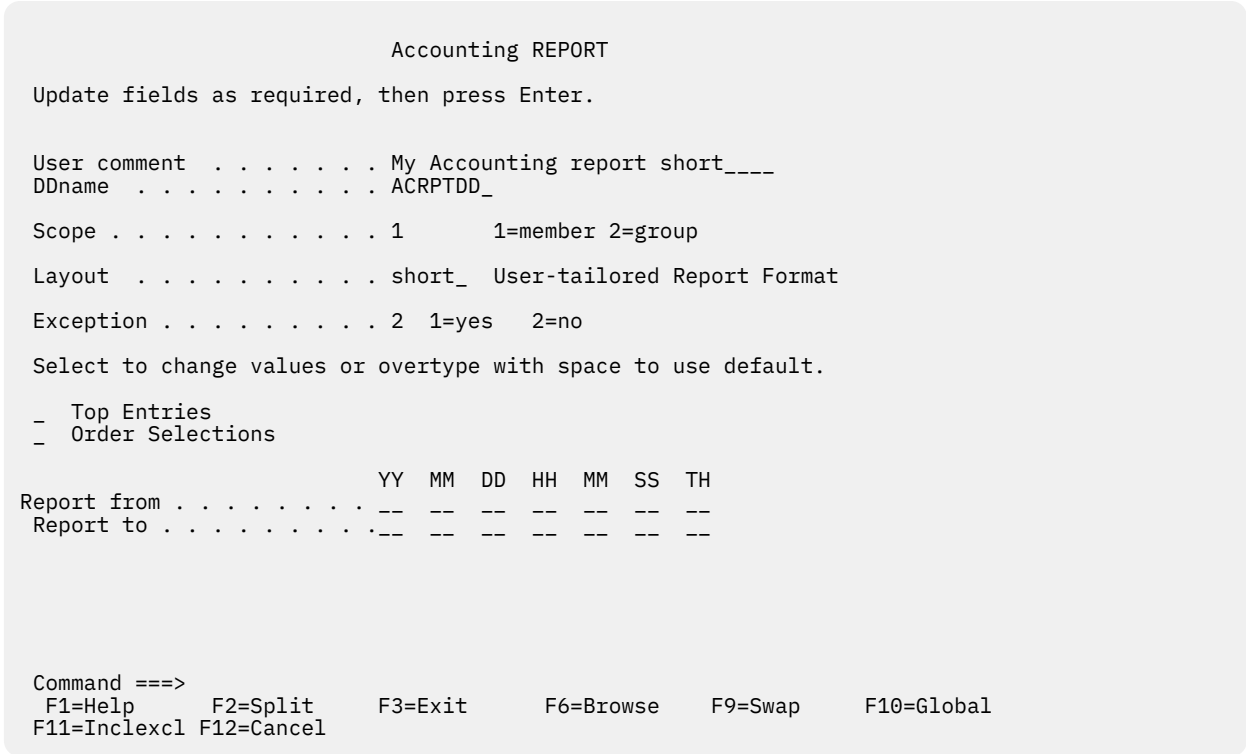 Accounting REPORT
Update fields as required, then press Enter.
User comment  . . . . . . . My Accounting report short____
DDname  . . . . . . . . . . ACRPTDD_
Scope . . . . . . . . . . . 1       1=member 2=group
Layout  . . . . . . . . . . short_  User-tailored Report Format
Exception . . . . . . . . . 2  1=yes   2=no
Select to change values or overtype with space to use default.
_  Top Entries
_  Order Selections
YY  MM  DD  HH  MM  SS  TH
Report from . . . . . . . . __  __  __  __  __  __  __
Report to . . . . . . . . .__  __  __  __  __  __  __
Command ===>
F1=Help      F2=Split     F3=Exit      F6=Browse    F9=Swap     F10=Global
F11=Inclexcl F12=Cancel